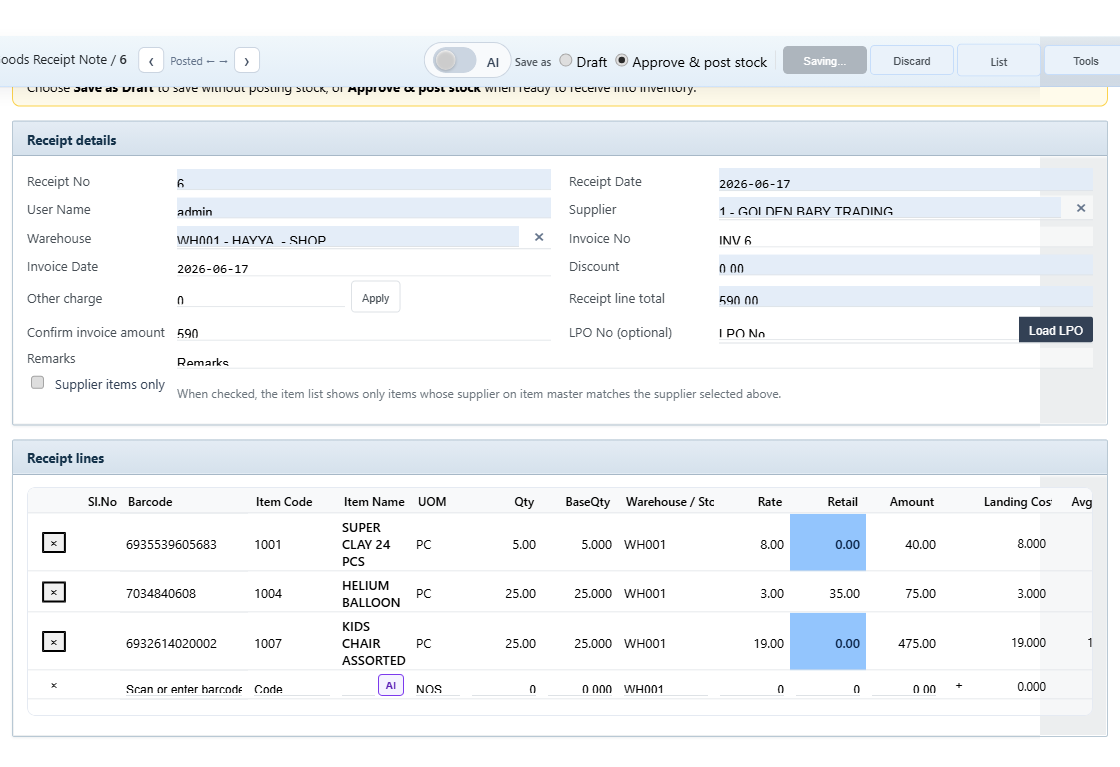 oods Receipt Note / 6 ‹ Posted ←→ › AI Save as Draft Approve & post stock Saving... Discard List Tools
Choose Save as Draft to save without posting stock, or Approve & post stock when ready to receive into inventory.
Receipt details
Receipt No 6 Receipt Date 2026-06-17
User Name admin Supplier 1 - GOLDEN BABY TRADING ×
Warehouse WH001 - HAYYA - SHOP × Invoice No INV 6
Invoice Date 2026-06-17 Discount 0.00
Other charge 0 Apply Receipt line total 590.00
Confirm invoice amount 590 LPO No (optional) LPO No Load LPO
Remarks Remarks
Supplier items only When checked, the item list shows only items whose supplier on item master matches the supplier selected above.
Receipt lines
Sl.No Barcode Item Code Item Name UOM Qty BaseQty Warehouse / Stc Rate Retail Amount Landing Cos Avg
× 6935539605683 1001 SUPER CLAY 24 PCS PC 5.00 5.000 WH001 8.00 0.00 40.00 8.000
× 7034840608 1004 HELIUM BALLOON PC 25.00 25.000 WH001 3.00 35.00 75.00 3.000
× 6932614020002 1007 KIDS CHAIR ASSORTED PC 25.00 25.000 WH001 19.00 0.00 475.00 19.000 1
× Scan or enter barcode Code AI NOS 0 0.000 WH001 0 0 0.00 + 0.000